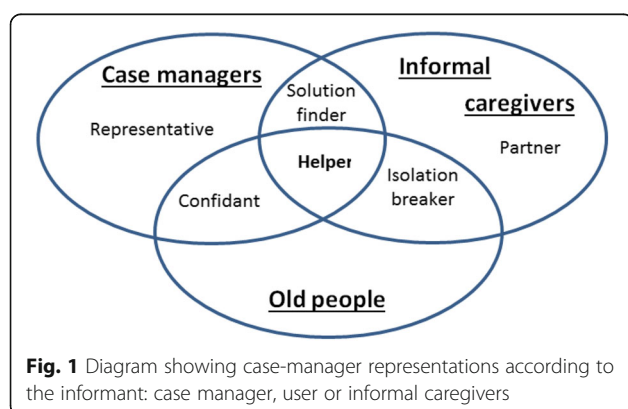 Case managers
Informal
caregivers
Solution
finder
Representative
Partner
Helper
Isolation
breaker
Confidant
Old people
Fig. 1 Diagram showing case-manager representations according to
the informant: case manager, user or informal caregivers